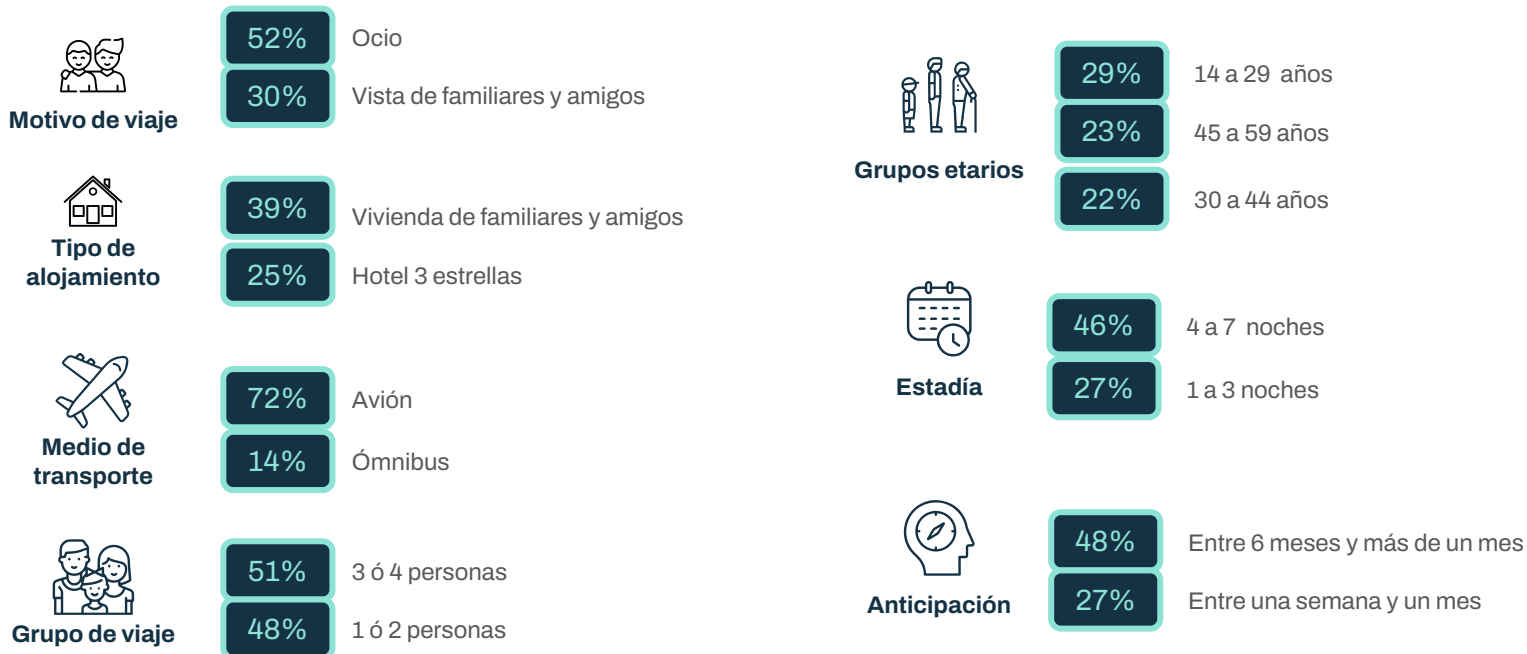 Motivo de viaje
52% Ocio
30% Vista de familiares y amigos
Tipo de
alojamiento
39% Vivienda de familiares y amigos
25% Hotel 3 estrellas
Medio de
transporte
72% Avión
14% Ómnibus
Grupo de viaje
51% 3 ó 4 personas
48% 1 ó 2 personas
Grupos etarios
29% 14 a 29 años
23% 45 a 59 años
22% 30 a 44 años
Estadía
46% 4 a 7 noches
27% 1 a 3 noches
Anticipación
48% Entre 6 meses y más de un mes
27% Entre una semana y un mes